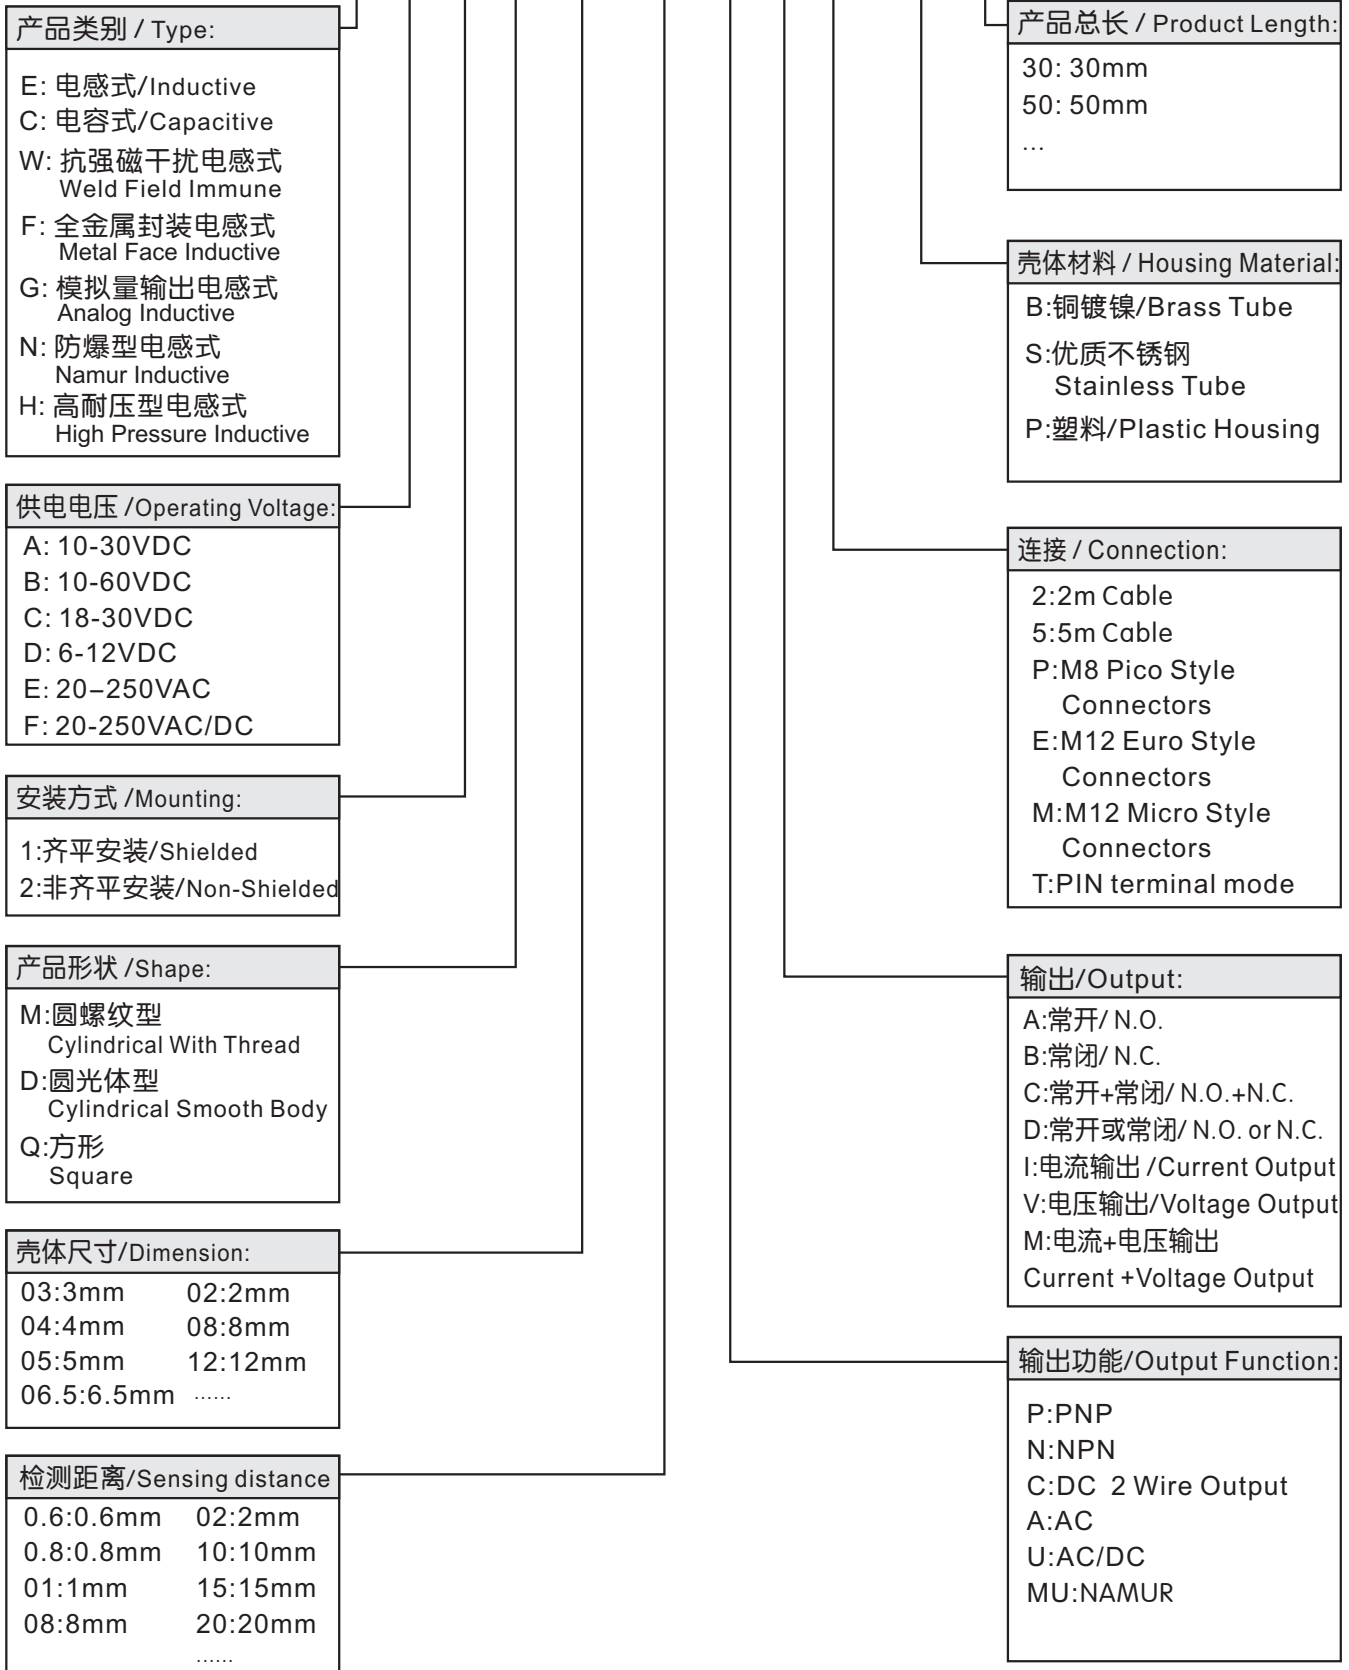 产品类别 / Type:
E: 电感式/Inductive
C: 电容式/Capacitive
W: 抗强磁干扰电感式
Weld Field Immune
F: 全金属封装电感式
Metal Face Inductive
G: 模拟量输出电感式
Analog Inductive
N: 防爆型电感式
Namur Inductive
H: 高耐压型电感式
High Pressure Inductive
供电电压 /Operating Voltage:
A: 10-30VDC
B: 10-60VDC
C: 18-30VDC
D: 6-12VDC
E: 20–250VAC
F: 20-250VAC/DC
安装方式 /Mounting:
1:齐平安装/Shielded
2:非齐平安装/Non-Shielded
产品形状 /Shape:
M:圆螺纹型
Cylindrical With Thread
D:圆光体型
Cylindrical Smooth Body
Q:方形
Square
壳体尺寸/Dimension:
03:3mm 02:2mm
04:4mm 08:8mm
05:5mm 12:12mm
06.5:6.5mm ......
检测距离/Sensing distance
0.6:0.6mm 02:2mm
0.8:0.8mm 10:10mm
01:1mm 15:15mm
08:8mm 20:20mm
......
产品总长 / Product Length:
30: 30mm
50: 50mm
...
壳体材料 / Housing Material:
B:铜镀镍/Brass Tube
S:优质不锈钢
Stainless Tube
P:塑料/Plastic Housing
连接 / Connection:
2:2m Cable
5:5m Cable
P:M8 Pico Style
Connectors
E:M12 Euro Style
Connectors
M:M12 Micro Style
Connectors
T:PIN terminal mode
输出/Output:
A:常开/ N.O.
B:常闭/ N.C.
C:常开+常闭/ N.O.+N.C.
D:常开或常闭/ N.O. or N.C.
I:电流输出 /Current Output
V:电压输出/Voltage Output
M:电流+电压输出
Current +Voltage Output
输出功能/Output Function:
P:PNP
N:NPN
C:DC 2 Wire Output
A:AC
U:AC/DC
MU:NAMUR